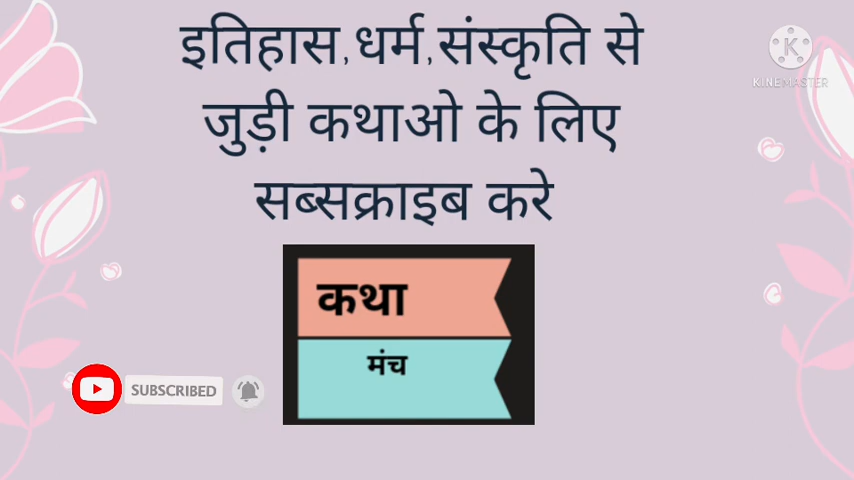 इतिहास,धर्म,संस्कृति से
जुड़ी कथाओ के लिए
सब्सक्राइब करे
KINEMASTER
कथा
मंच
SUBSCRIBED